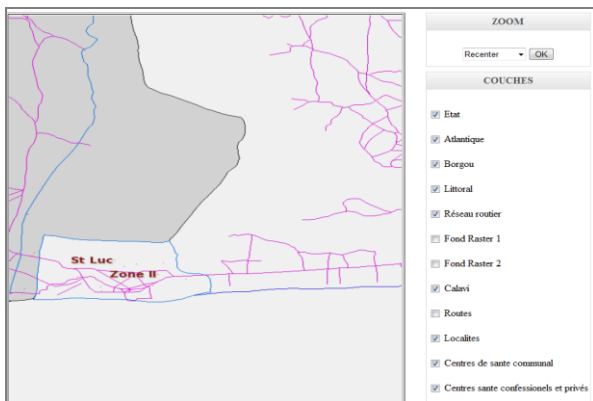 St Luc
Zone II
ZOOM
Recenter
OK
COUCHES
Etat
Atlantique
Borgou
Littoral
Réseau routier
Fond Raster 1
Fond Raster 2
Calavi
Routes
Localites
Centres de sante communal
Centres sante confessionels et privés